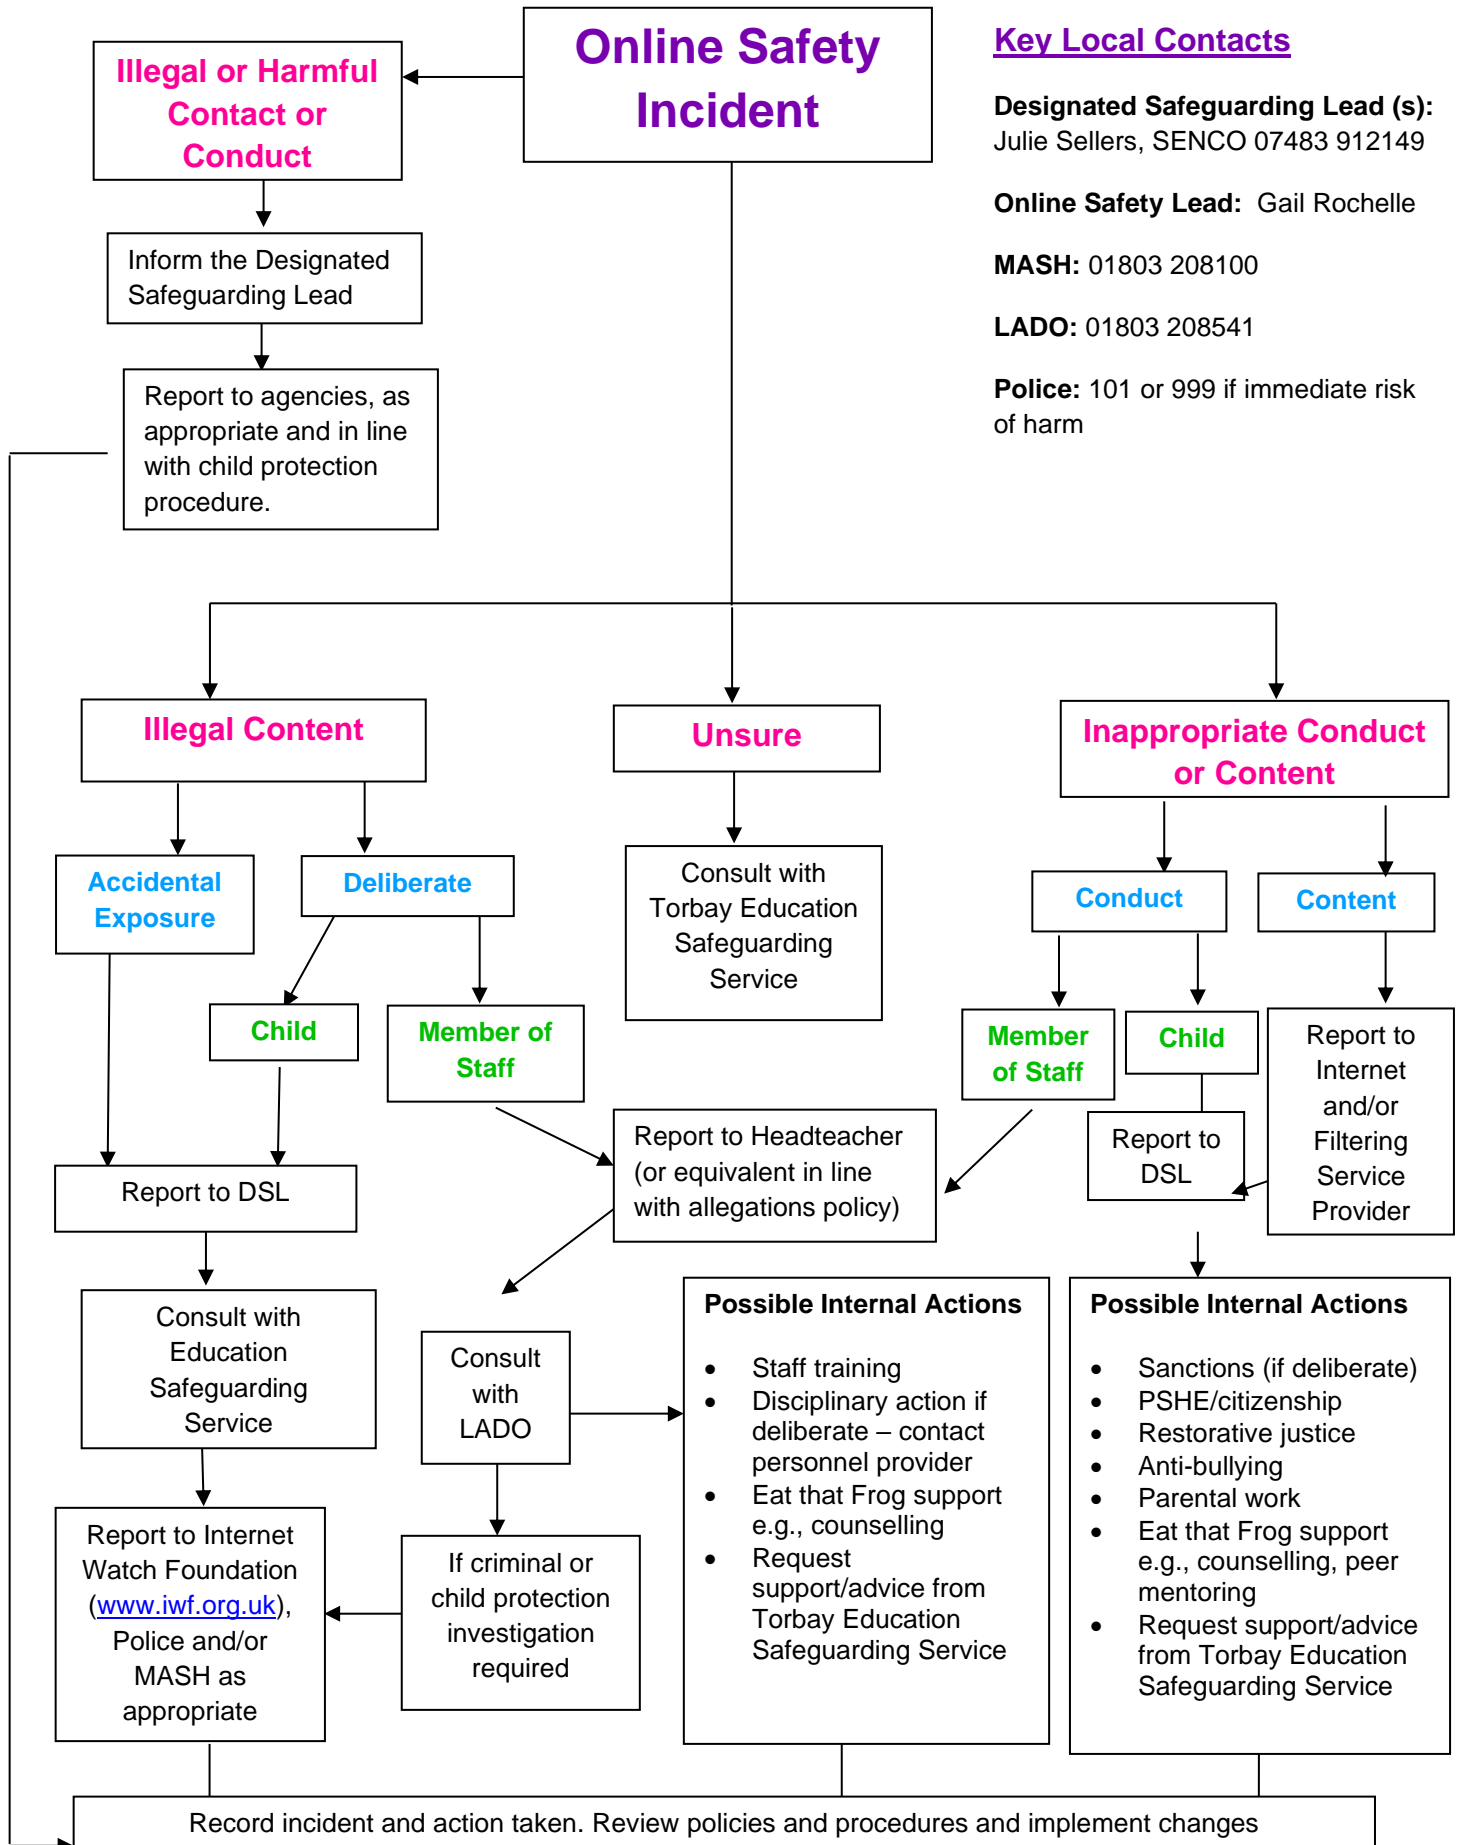 Online Safety
Incident
Key Local Contacts
Designated Safeguarding Lead (s):
Julie Sellers, SENCO 07483 912149
Online Safety Lead:  Gail Rochelle
MASH: 01803 208100
LADO: 01803 208541
Police: 101 or 999 if immediate risk
of harm
Illegal or Harmful
Contact or
Conduct
Inform the Designated
Safeguarding Lead
Report to agencies, as
appropriate and in line
with child protection
procedure.
Illegal Content
Unsure
Inappropriate Conduct
or Content
Accidental
Exposure
Deliberate
Consult with
Torbay Education
Safeguarding
Service
Conduct
Content
Child
Member of
Staff
Member
of Staff
Child
Report to
Internet
and/or
Filtering
Service
Provider
Report to DSL
Report to Headteacher
(or equivalent in line
with allegations policy)
Report to
DSL
Consult with
Education
Safeguarding
Service
Consult
with
LADO
Possible Internal Actions
• Staff training
• Disciplinary action if
deliberate – contact
personnel provider
• Eat that Frog support
e.g., counselling
• Request
support/advice from
Torbay Education
Safeguarding Service
Possible Internal Actions
• Sanctions (if deliberate)
• PSHE/citizenship
• Restorative justice
• Anti-bullying
• Parental work
• Eat that Frog support
e.g., counselling, peer
mentoring
• Request support/advice
from Torbay Education
Safeguarding Service
Report to Internet
Watch Foundation
(www.iwf.org.uk),
Police and/or
MASH as
appropriate
If criminal or
child protection
investigation
required
Record incident and action taken. Review policies and procedures and implement changes